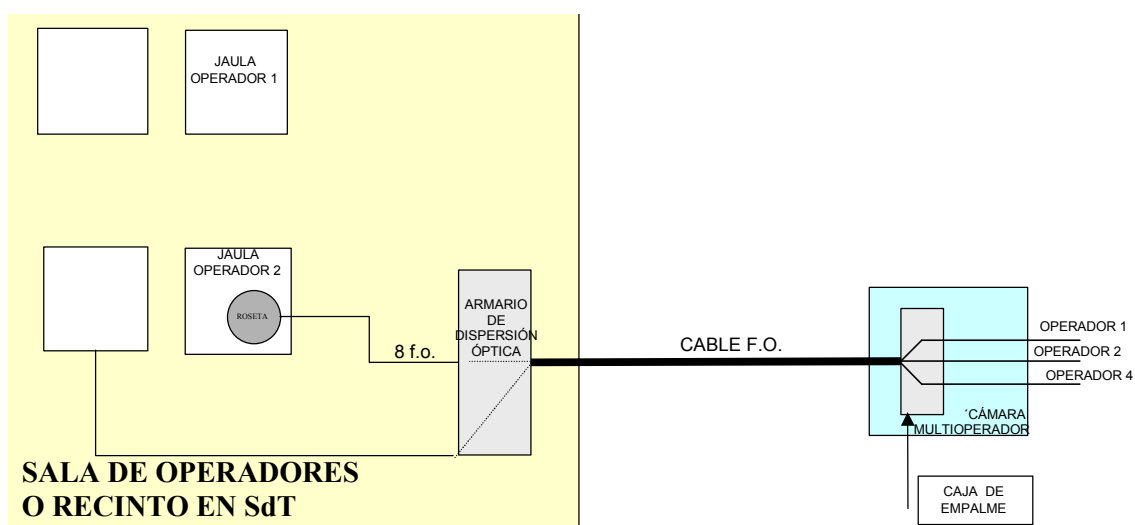 JAULA
OPERADOR 1
JAULA
OPERADOR 2
ROSETA
8 f.o.
ARMARIO
DE
DISPERSIÓN
ÓPTICA
CABLE F.O.
OPERADOR 1
OPERADOR 2
OPERADOR 4
´CÁMARA
MULTIOPERADOR
CAJA DE
EMPALME
SALA DE OPERADORES
O RECINTO EN SdT